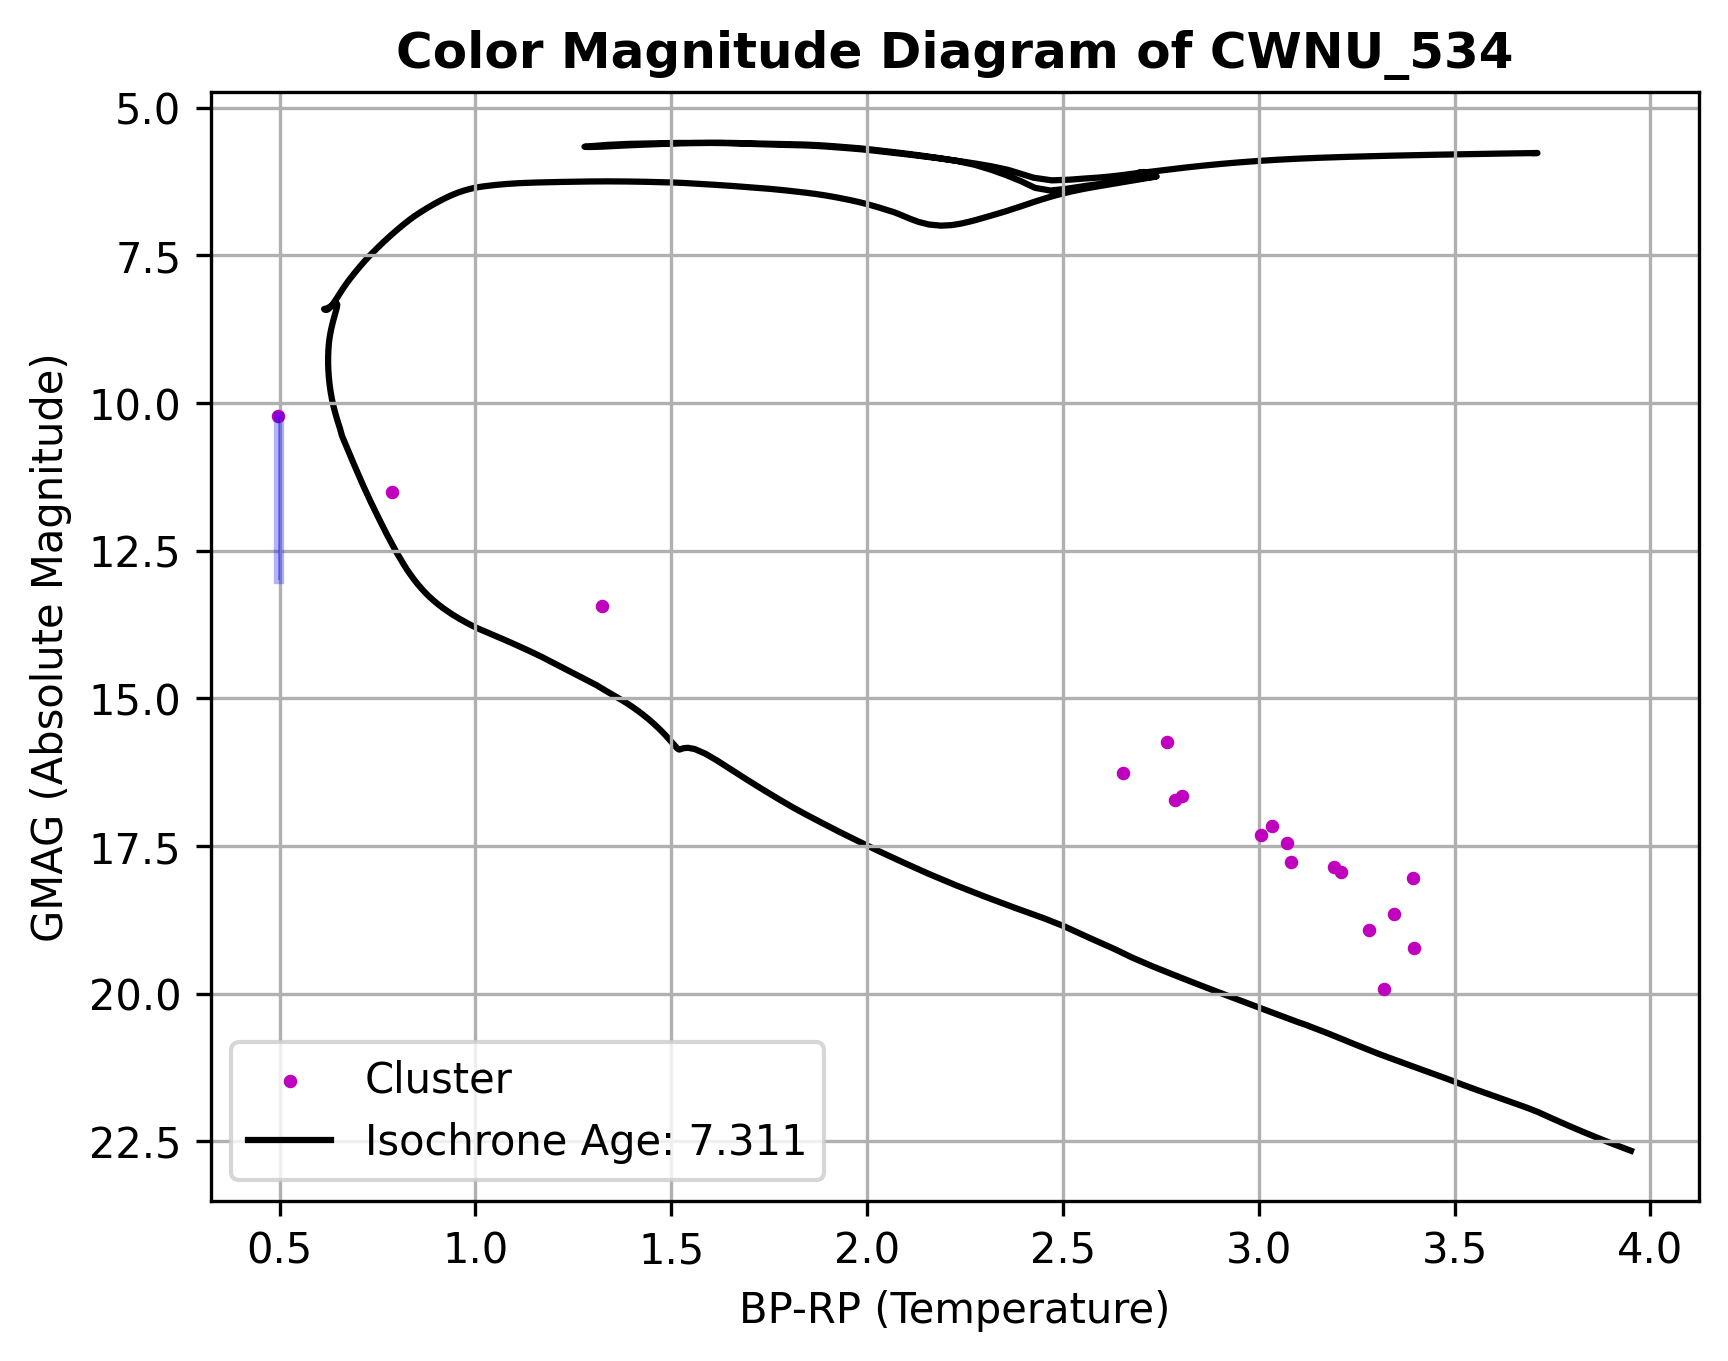 Color Magnitude Diagram of CWNU_534
GMAG (Absolute Magnitude)
5.0
7.5
10.0
12.5
15.0
17.5
20.0
22.5
Cluster
Isochrone Age: 7.311
0.5 1.0 1.5 2.0 2.5 3.0 3.5 4.0
BP-RP (Temperature)